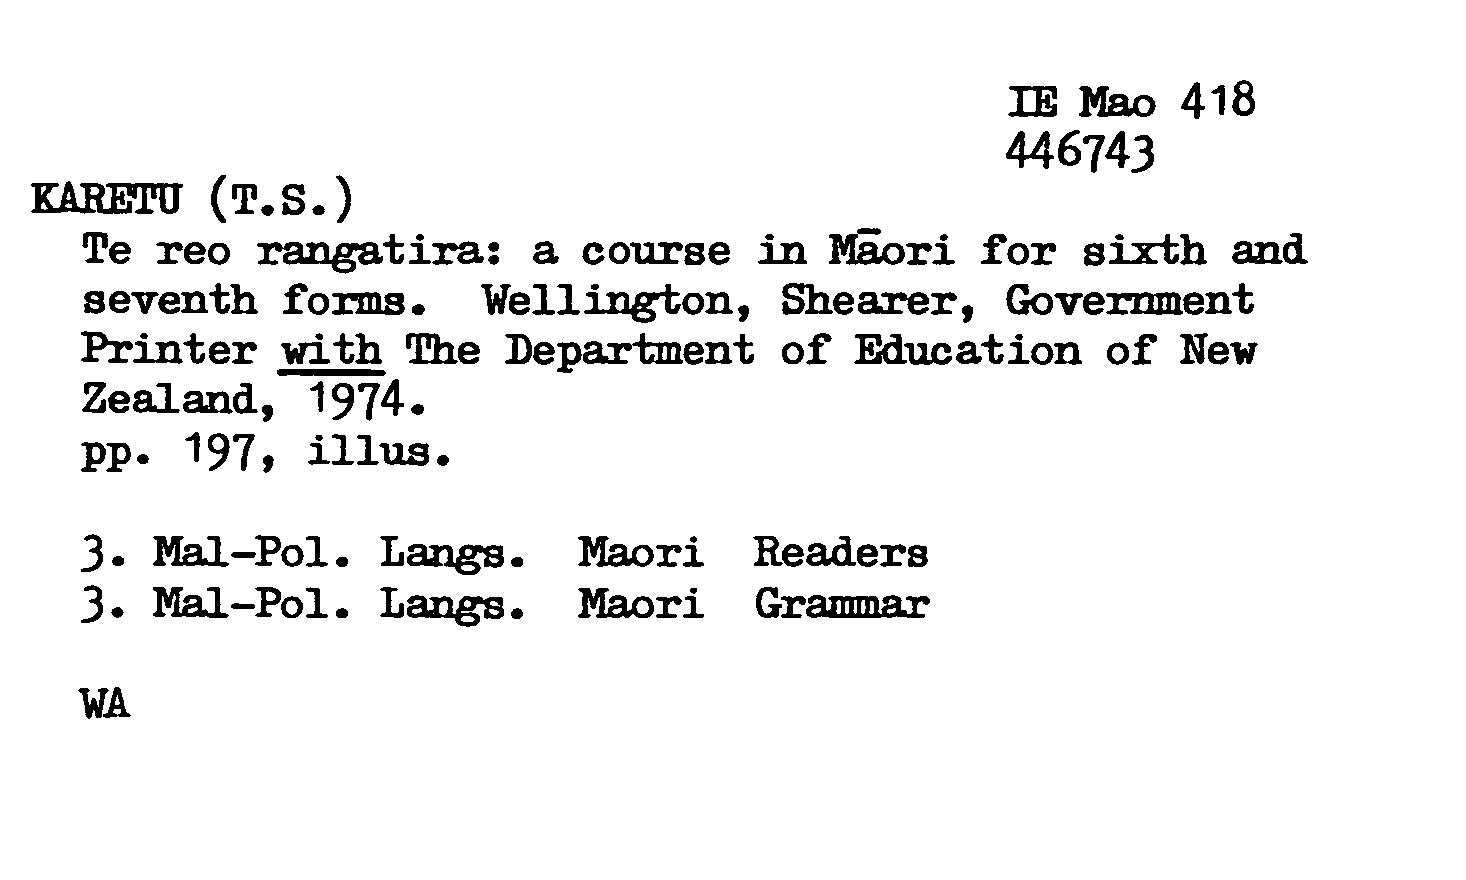 IE Mao 418
446743
KARETU (T.S.)
Te reo rangatira: a course in Māori for sixth and
seventh forms. Wellington, Shearer, Government
Printer with The Department of Education of New
Zealand, 1974.
pp. 197, illus.
3. Mal-Pol. Langs. Maori Readers
3. Mal-Pol. Langs. Maori Grammar
WA